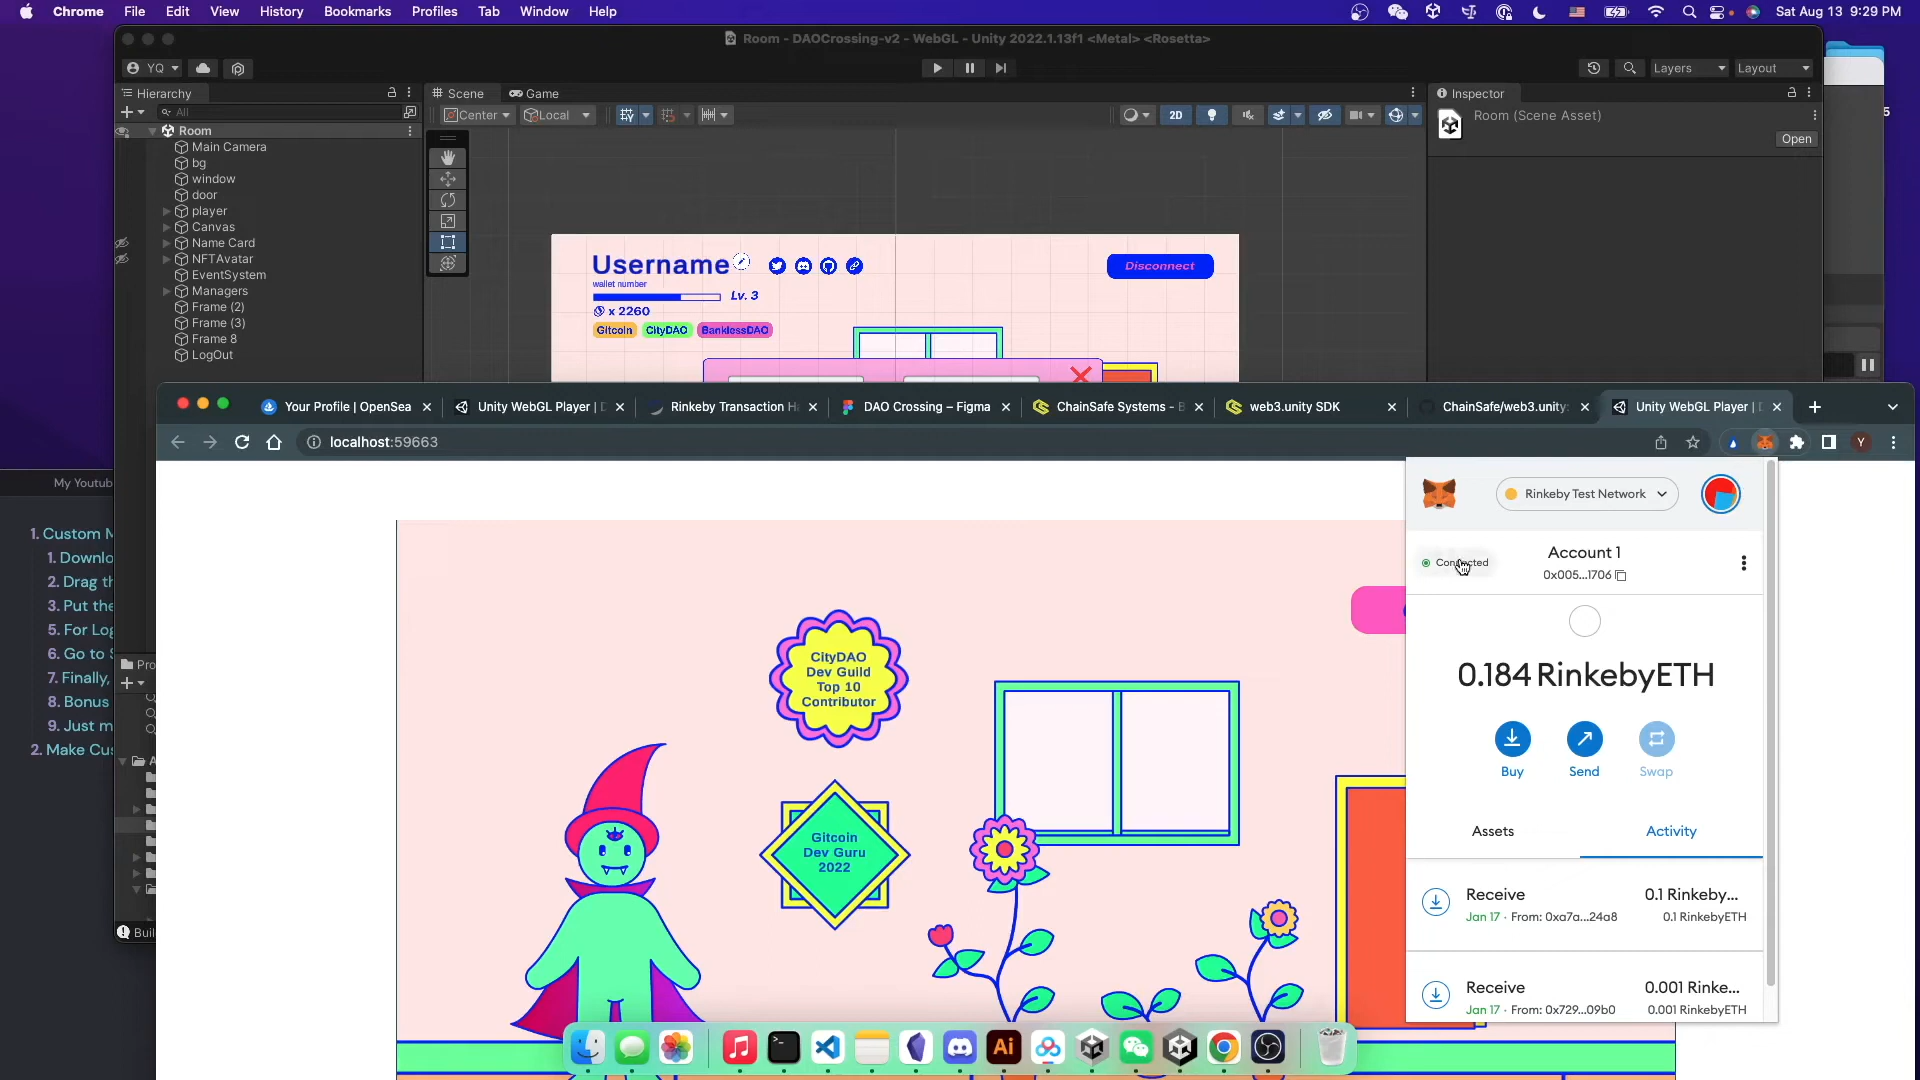 Chrome File Edit View History Bookmarks Profiles Tab Window Help
Sat Aug 13 9:29 PM
Room - DAOCrossing-v2 - WebGL - Unity 2022.1.13f1 <Metal> <Rosetta>
YQ
Layers
Layout
Hierarchy
All
Room
Main Camera
bg
window
door
player
Canvas
Name Card
NFTAvatar
EventSystem
Managers
Frame (2)
Frame (3)
Frame 8
LogOut
Scene
Game
Center
Local
2D
Inspector
Room (Scene Asset)
Open
Username
wallet number
Lv. 3
x 2260
Gitcoin CityDAO BanklessDAO
Disconnect
My Youtub
1. Custom M
1. Downlo
2. Drag th
3. Put the
5. For Log
6. Go to S
7. Finally,
8. Bonus
9. Just m
2. Make Cus
Pro
A
Buil
Your Profile | OpenSea
Unity WebGL Player | D
Rinkeby Transaction Ha
DAO Crossing – Figma
ChainSafe Systems - B
web3.unity SDK
ChainSafe/web3.unity:
Unity WebGL Player | D
localhost:59663
Y
CityDAO
Dev Guild
Top 10
Contributor
Gitcoin
Dev Guru
2022
Rinkeby Test Network
Connected
Account 1
0x005...1706
0.184 RinkebyETH
Buy
Send
Swap
Assets
Activity
Receive
0.1 Rinkeby...
Jan 17 · From: 0xa7a...24a8
0.1 RinkebyETH
Receive
0.001 Rinke...
Jan 17 · From: 0x729...09b0
0.001 RinkebyETH
Ai